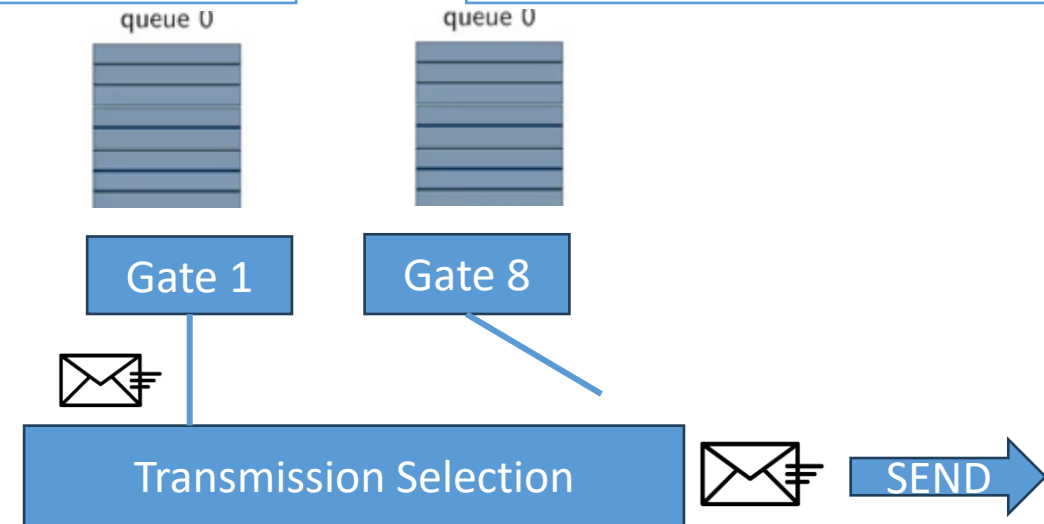 queue 0
queue 0
Gate 1
Gate 8
Transmission Selection
SEND